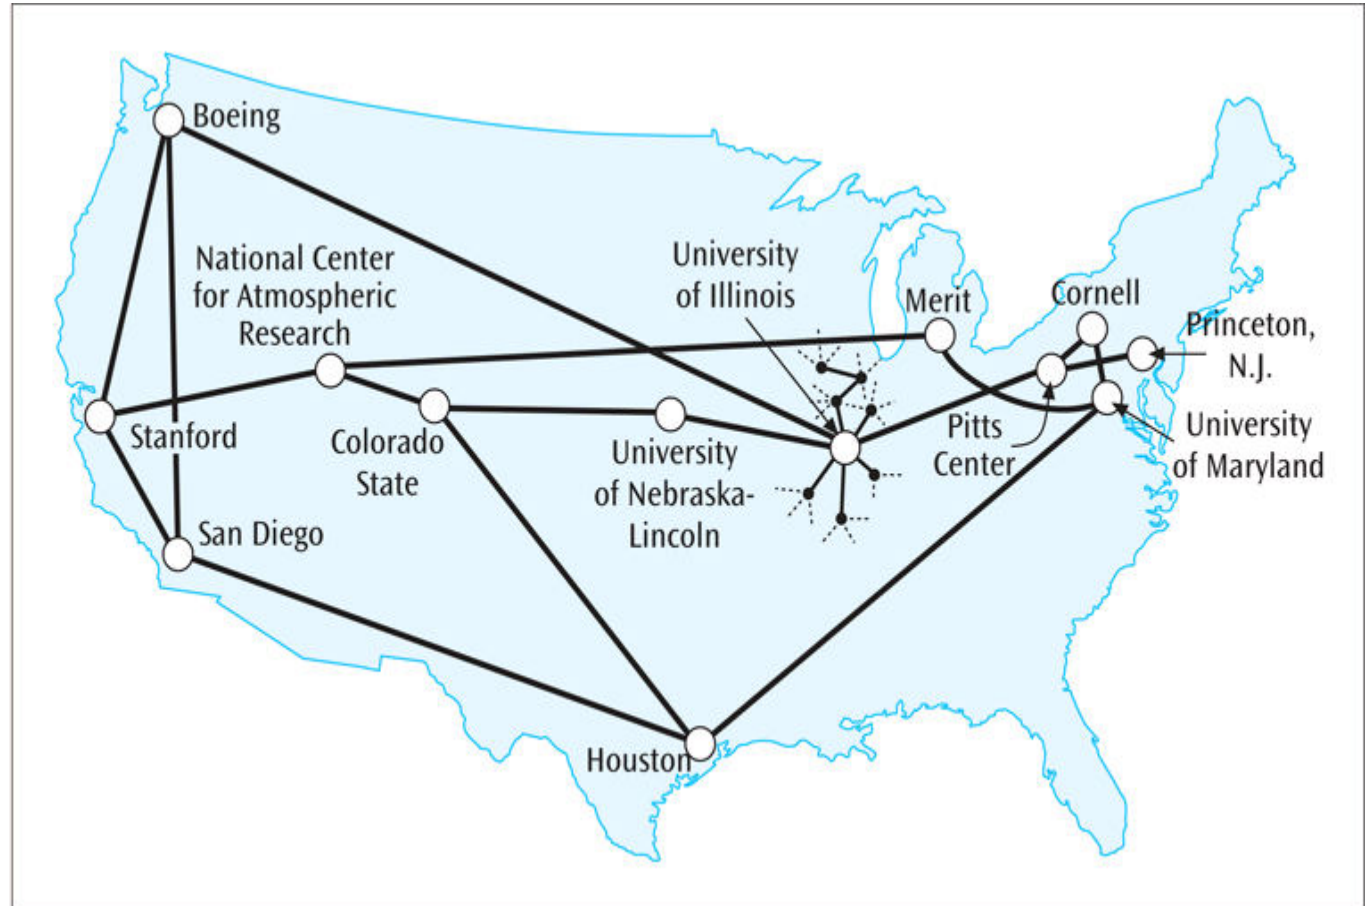 Boeing
National Center
for Atmospheric
Research
University
of Illinois
Merit
Cornell
Princeton,
N.J.
Stanford
Colorado
State
University
of Nebraska-
Lincoln
Pitts
Center
University
of Maryland
San Diego
Houston